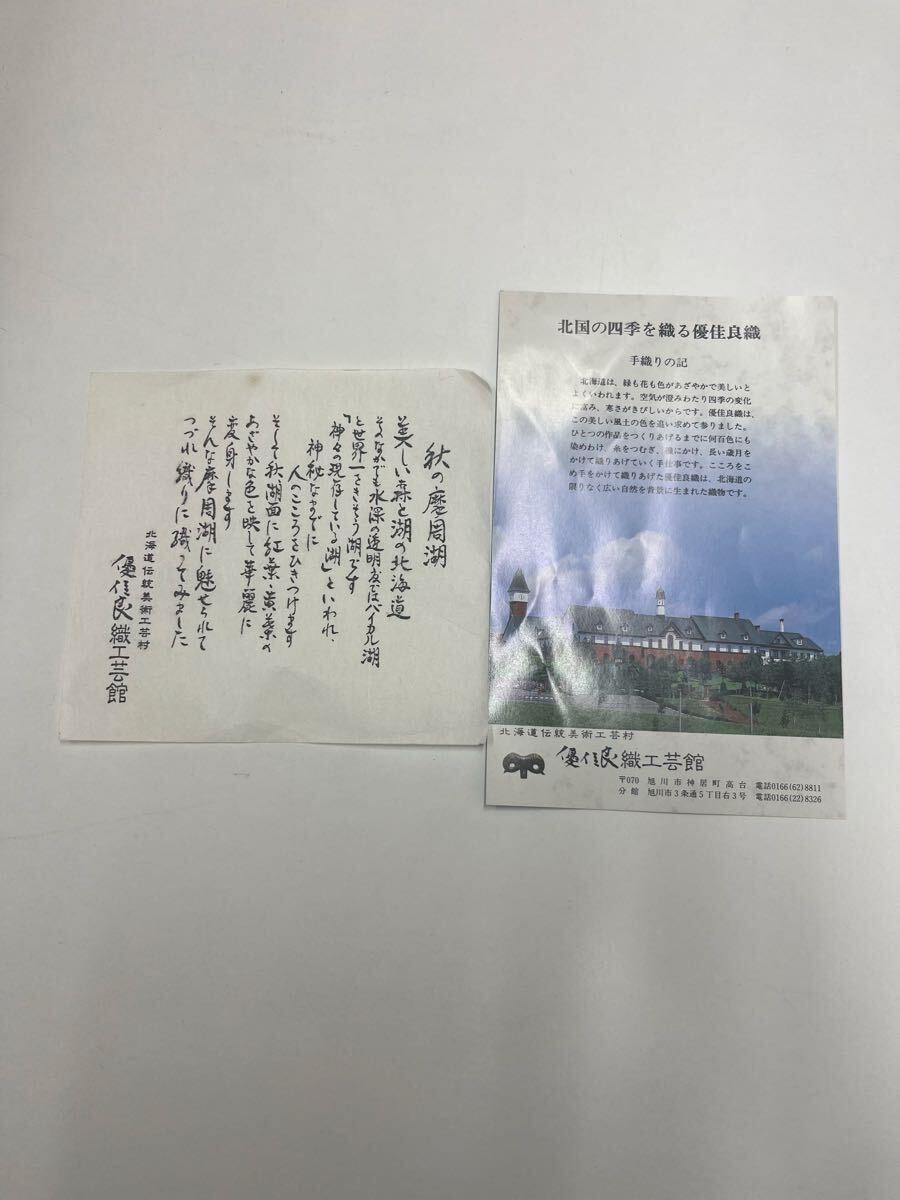 秋の摩周湖
美しい森と湖の北海道
そのなかでも水深の透明度ではバイカル湖
と世界一をきそう湖です
「神々の現存している湖」といわれ
神秘なまでに
人のこころをひきつけます
そして秋湖面に紅葉・黄葉の
あざやかな色を映して華麗に
変身します
そんな摩周湖に魅せられて
つづれ織りに織ってみました
北海道伝統美術工芸村
優佳良織工芸館
北国の四季を織る優佳良織
手織りの記
北海道は、緑も花も色があざやかで美しいと
よくいわれます。空気が澄みわたり四季の変化
に富み、寒さがきびしいからです。優佳良織は、
この美しい風土の色を追い求めて参りました。
ひとつの作品をつくりあげるまでに何百色にも
染めわけ、糸をつむぎ、機にかけ、長い歳月を
かけて織りあげていく手仕事です。こころをこ
め手をかけて織りあげた優佳良織は、北海道の
限りなく広い自然を背景に生まれた織物です。
北海道伝統美術工芸村
優佳良織工芸館
〒070 旭川市神居町高台 電話0166(62)8811
分館 旭川市3条通5丁目右3号 電話0166(22)8326